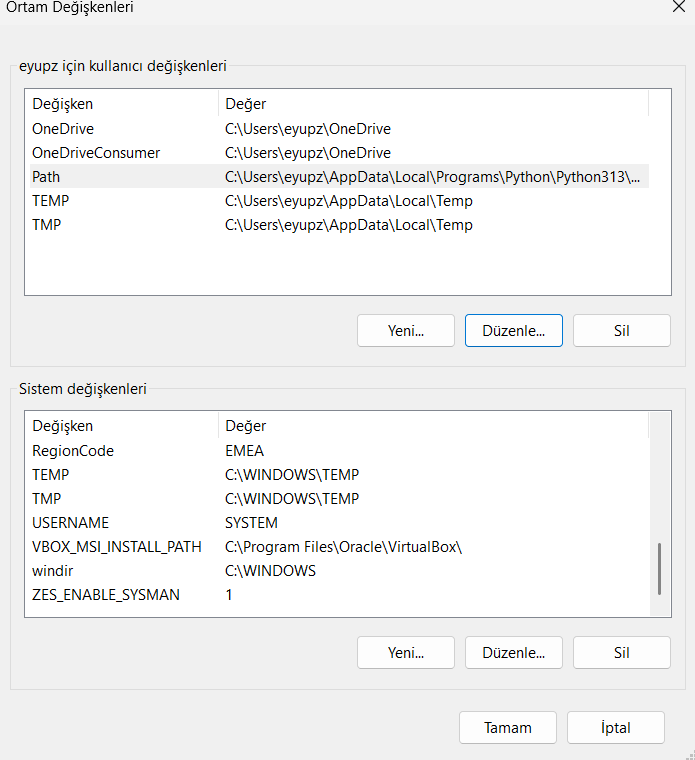 Ortam Değişkenleri
eyupz için kullanıcı değişkenleri
Değişken Değer
OneDrive C:\Users\eyupz\OneDrive
OneDriveConsumer C:\Users\eyupz\OneDrive
Path C:\Users\eyupz\AppData\Local\Programs\Python\Python313\...
TEMP C:\Users\eyupz\AppData\Local\Temp
TMP C:\Users\eyupz\AppData\Local\Temp
Yeni... Düzenle... Sil
Sistem değişkenleri
Değişken Değer
RegionCode EMEA
TEMP C:\WINDOWS\TEMP
TMP C:\WINDOWS\TEMP
USERNAME SYSTEM
VBOX_MSI_INSTALL_PATH C:\Program Files\Oracle\VirtualBox\
windir C:\WINDOWS
ZES_ENABLE_SYSMAN 1
Yeni... Düzenle... Sil
Tamam İptal